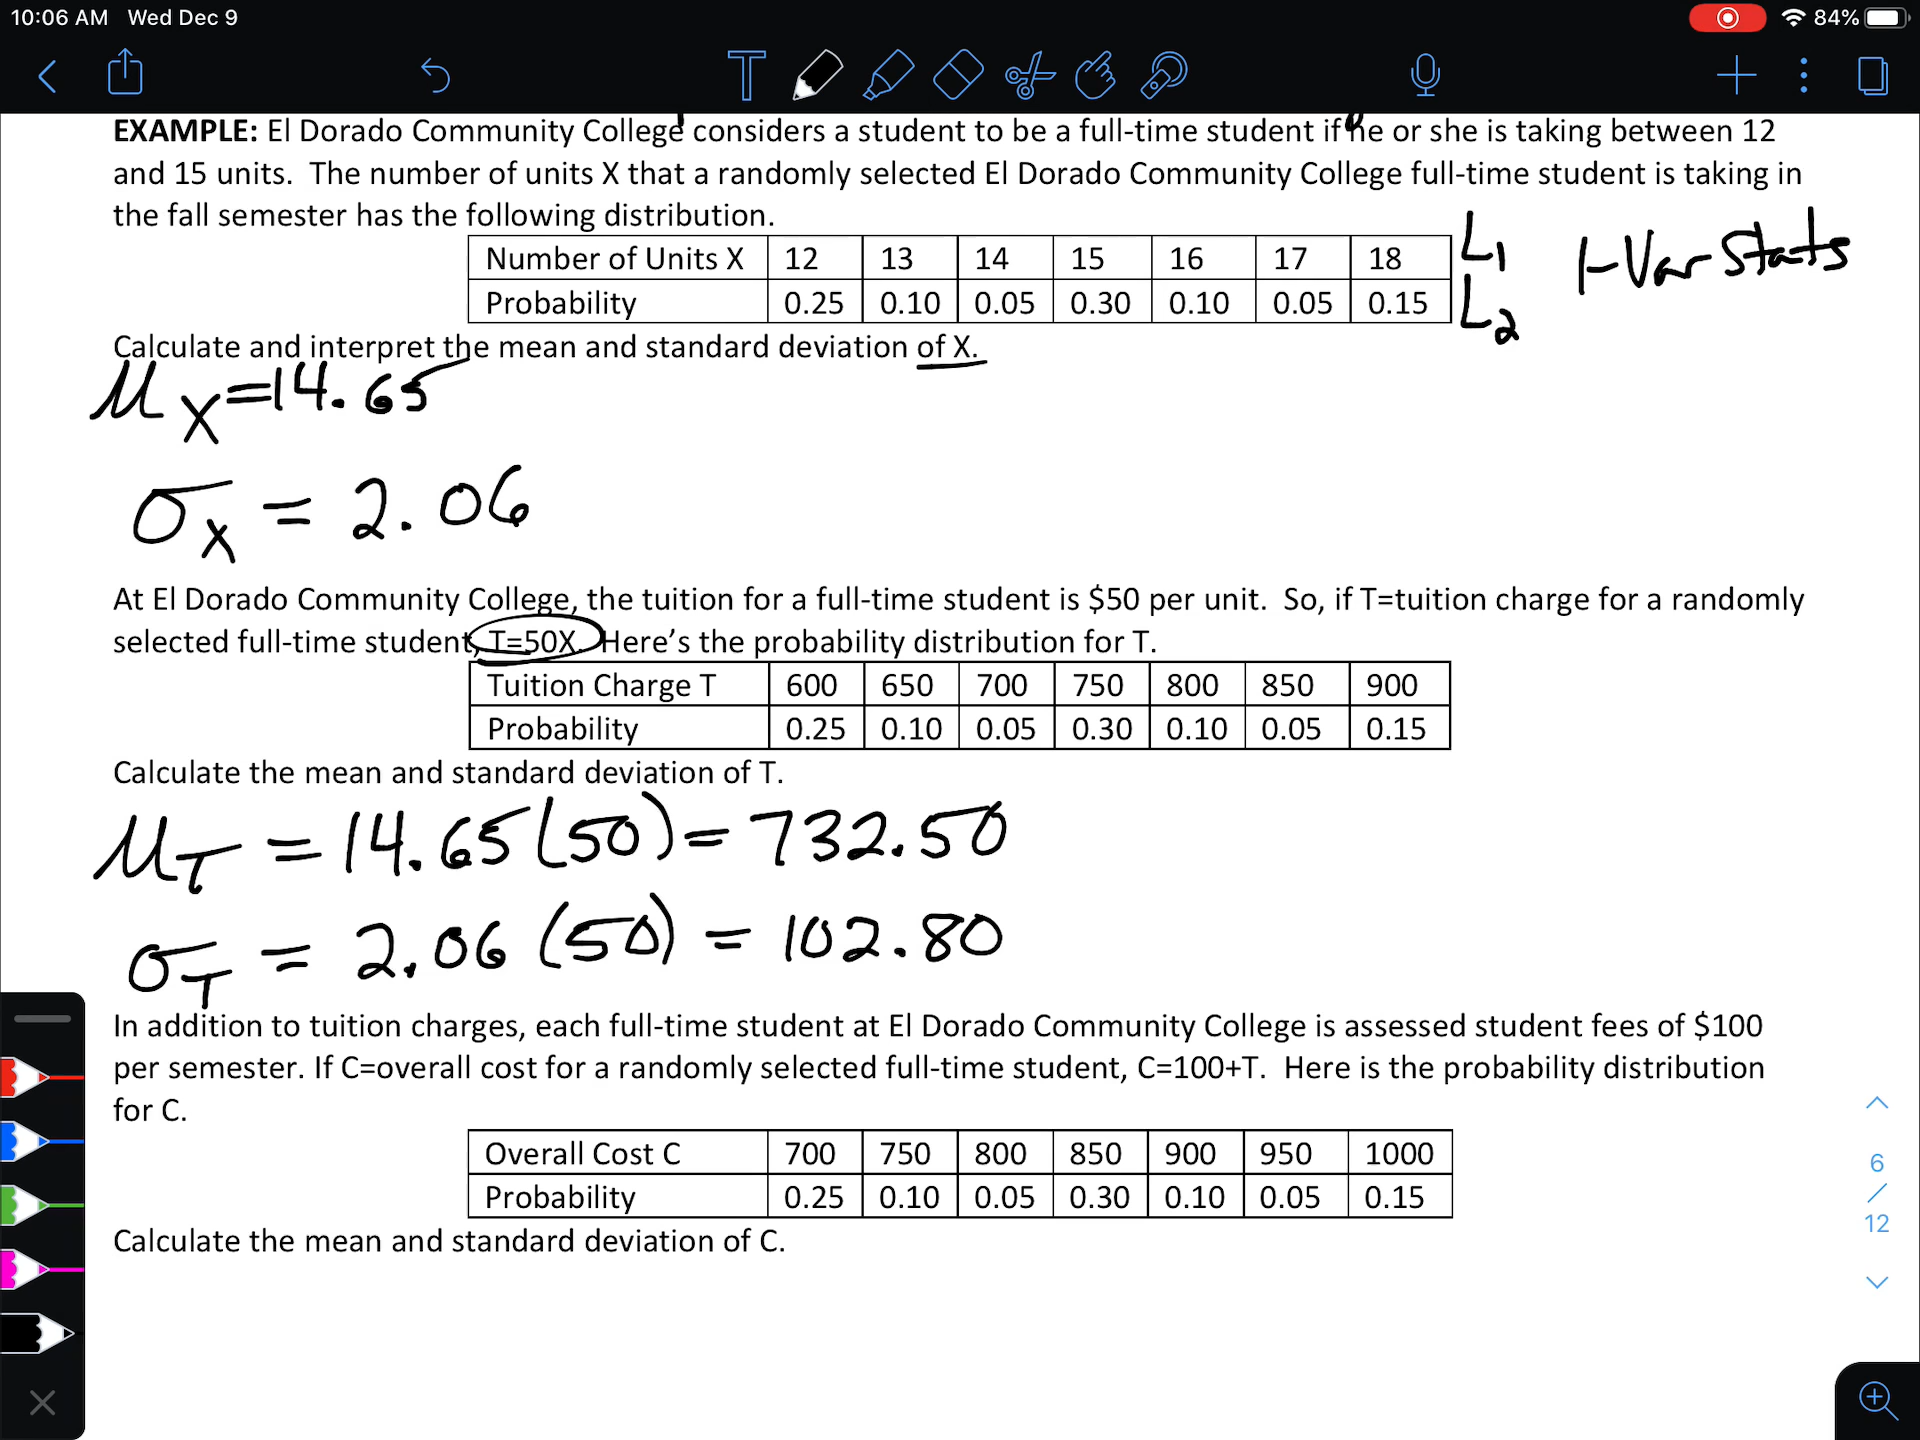 10:06 AM Wed Dec 9 84%
T
EXAMPLE: El Dorado Community College considers a student to be a full-time student if he or she is taking between 12
and 15 units. The number of units X that a randomly selected El Dorado Community College full-time student is taking in
the fall semester has the following distribution.
Number of Units X 12 13 14 15 16 17 18 L1 1-Var Stats
Probability 0.25 0.10 0.05 0.30 0.10 0.05 0.15 L2
Calculate and interpret the mean and standard deviation of X.
μX=14.65
σX = 2.06
At El Dorado Community College, the tuition for a full-time student is $50 per unit. So, if T=tuition charge for a randomly
selected full-time student, T=50X. Here's the probability distribution for T.
Tuition Charge T 600 650 700 750 800 850 900
Probability 0.25 0.10 0.05 0.30 0.10 0.05 0.15
Calculate the mean and standard deviation of T.
μT = 14.65(50) = 732.50
σT = 2.06 (50) = 102.80
In addition to tuition charges, each full-time student at El Dorado Community College is assessed student fees of $100
per semester. If C=overall cost for a randomly selected full-time student, C=100+T. Here is the probability distribution
for C.
Overall Cost C 700 750 800 850 900 950 1000
Probability 0.25 0.10 0.05 0.30 0.10 0.05 0.15
Calculate the mean and standard deviation of C.
6
/
12